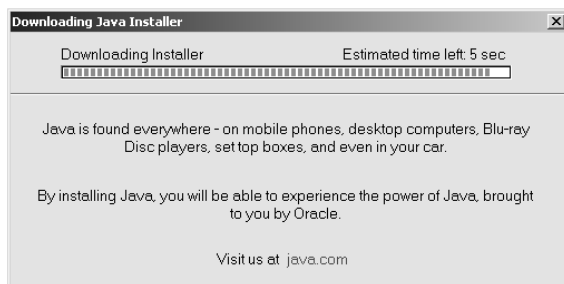 Downloading Java Installer
Downloading Installer Estimated time left: 5 sec
Java is found everywhere - on mobile phones, desktop computers, Blu-ray
Disc players, set top boxes, and even in your car.
By installing Java, you will be able to experience the power of Java, brought
to you by Oracle.
Visit us at java.com